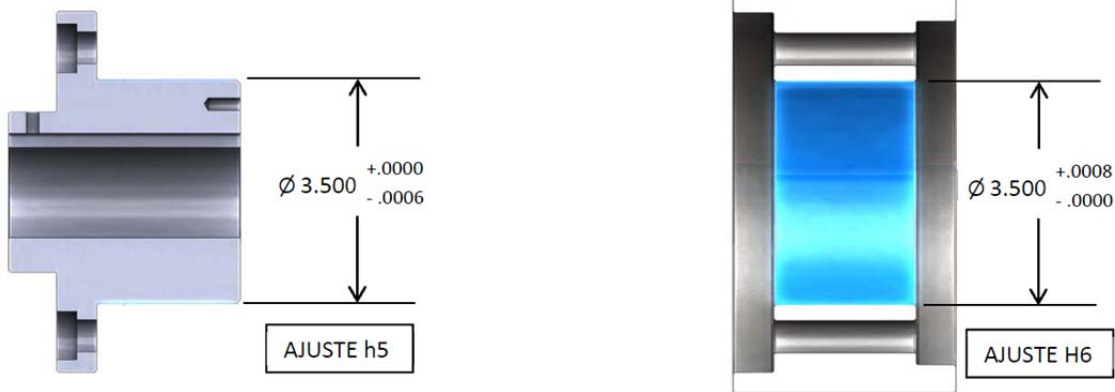 Ø 3.500 +.0000
- .0006
AJUSTE h5
Ø 3.500 +.0008
- .0000
AJUSTE H6